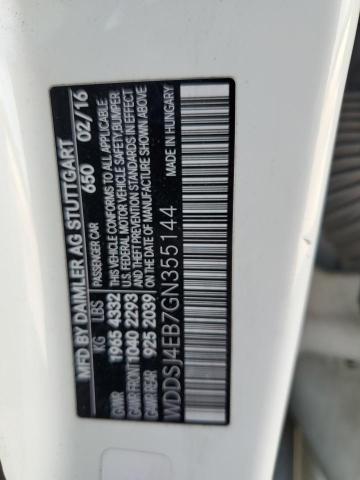 MFD BY DAIMLER AG STUTTGART
PASSENGER CAR 650 02/16
KG LBS
GVWR 1965 4332
GAWR FRONT 1040 2293
GAWR REAR 925 2039
THIS VEHICLE CONFORMS TO ALL APPLICABLE
U.S. FEDERAL MOTOR VEHICLE SAFETY, BUMPER
AND THEFT PREVENTION STANDARDS IN EFFECT
ON THE DATE OF MANUFACTURE SHOWN ABOVE
MADE IN HUNGARY
WDDSJ4EB7GN355144